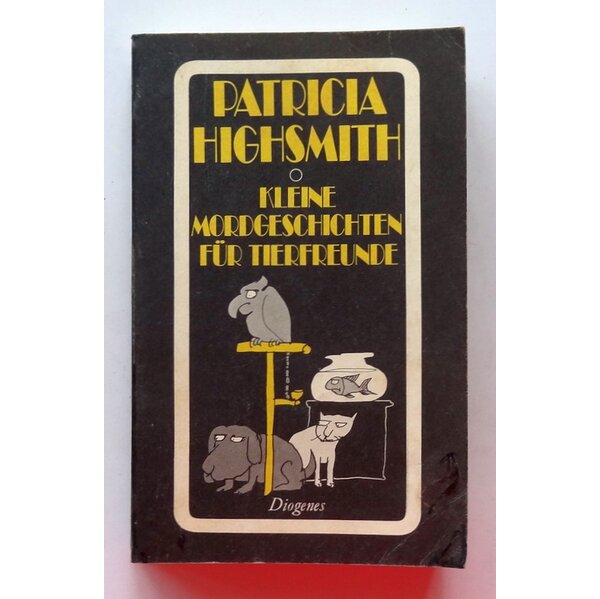 PATRICIA
HIGHSMITH
KLEINE
MORDGESCHICHTEN
FÜR TIERFREUNDE
Diogenes